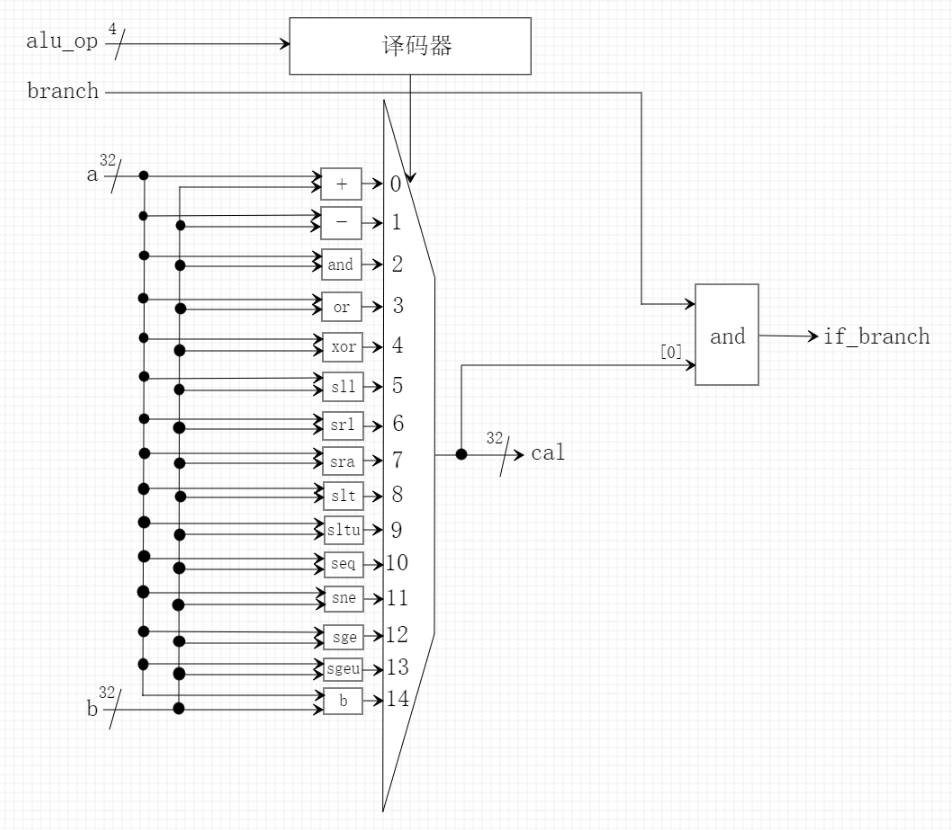 alu_op 4 译码器
branch
a 32
+ 0
− 1
and 2
or 3
xor 4
sll 5
srl 6
sra 7
slt 8
sltu 9
seq 10
sne 11
sge 12
sgeu 13
b 14
b 32
[0]
and
if_branch
32 cal